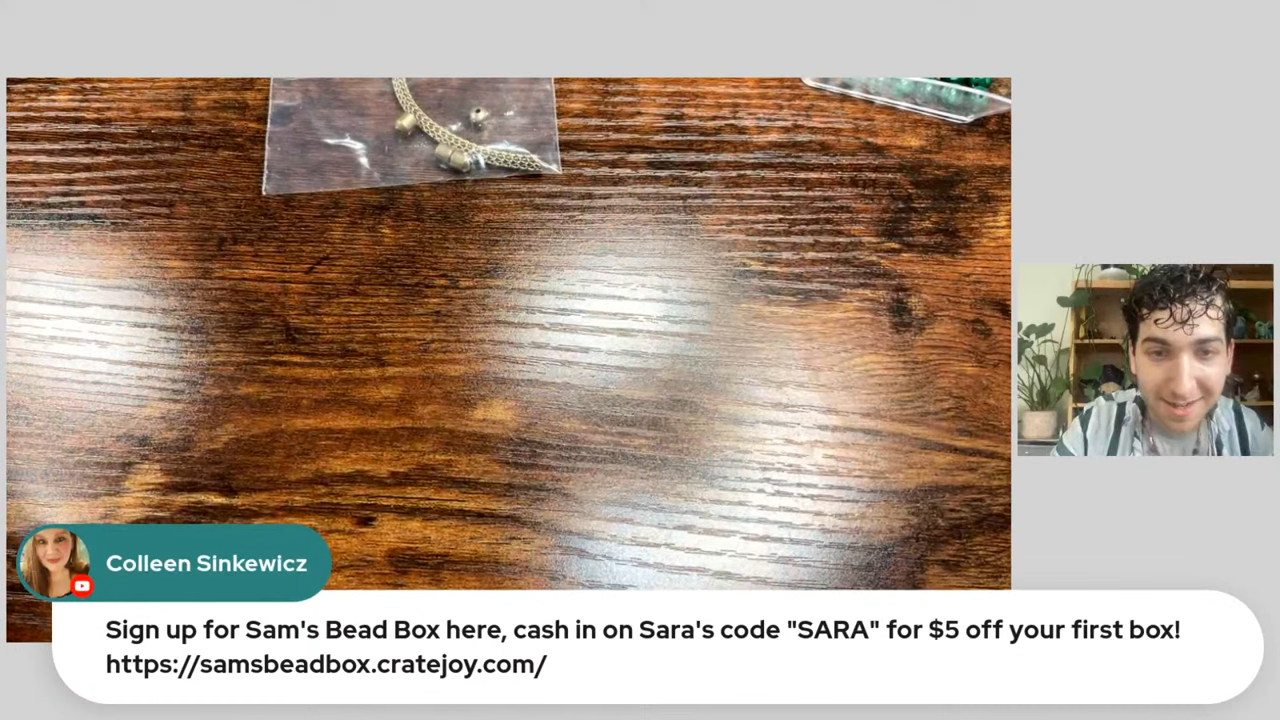 Colleen Sinkewicz
Sign up for Sam's Bead Box here, cash in on Sara's code "SARA" for $5 off your first box!
https://samsbeadbox.cratejoy.com/